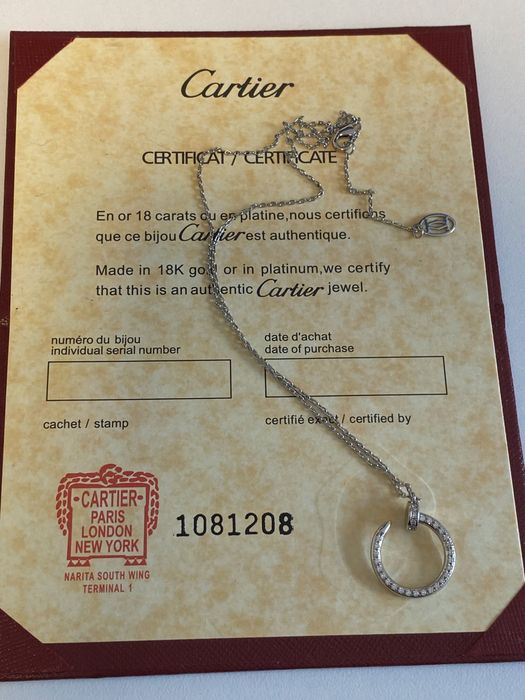 Cartier
CERTIFICAT / CERTIFICATE
En or 18 carats ou en platine,nous certifions
que ce bijou Cartier est authentique.
Made in 18K gold or in platinum,we certify
that this is an authentic Cartier jewel.
numéro du bijou
individual serial number
date d'achat
date of purchase
cachet / stamp
certifié exact / certified by
CARTIER
PARIS
LONDON
NEW YORK
NARITA SOUTH WING
TERMINAL 1
1081208